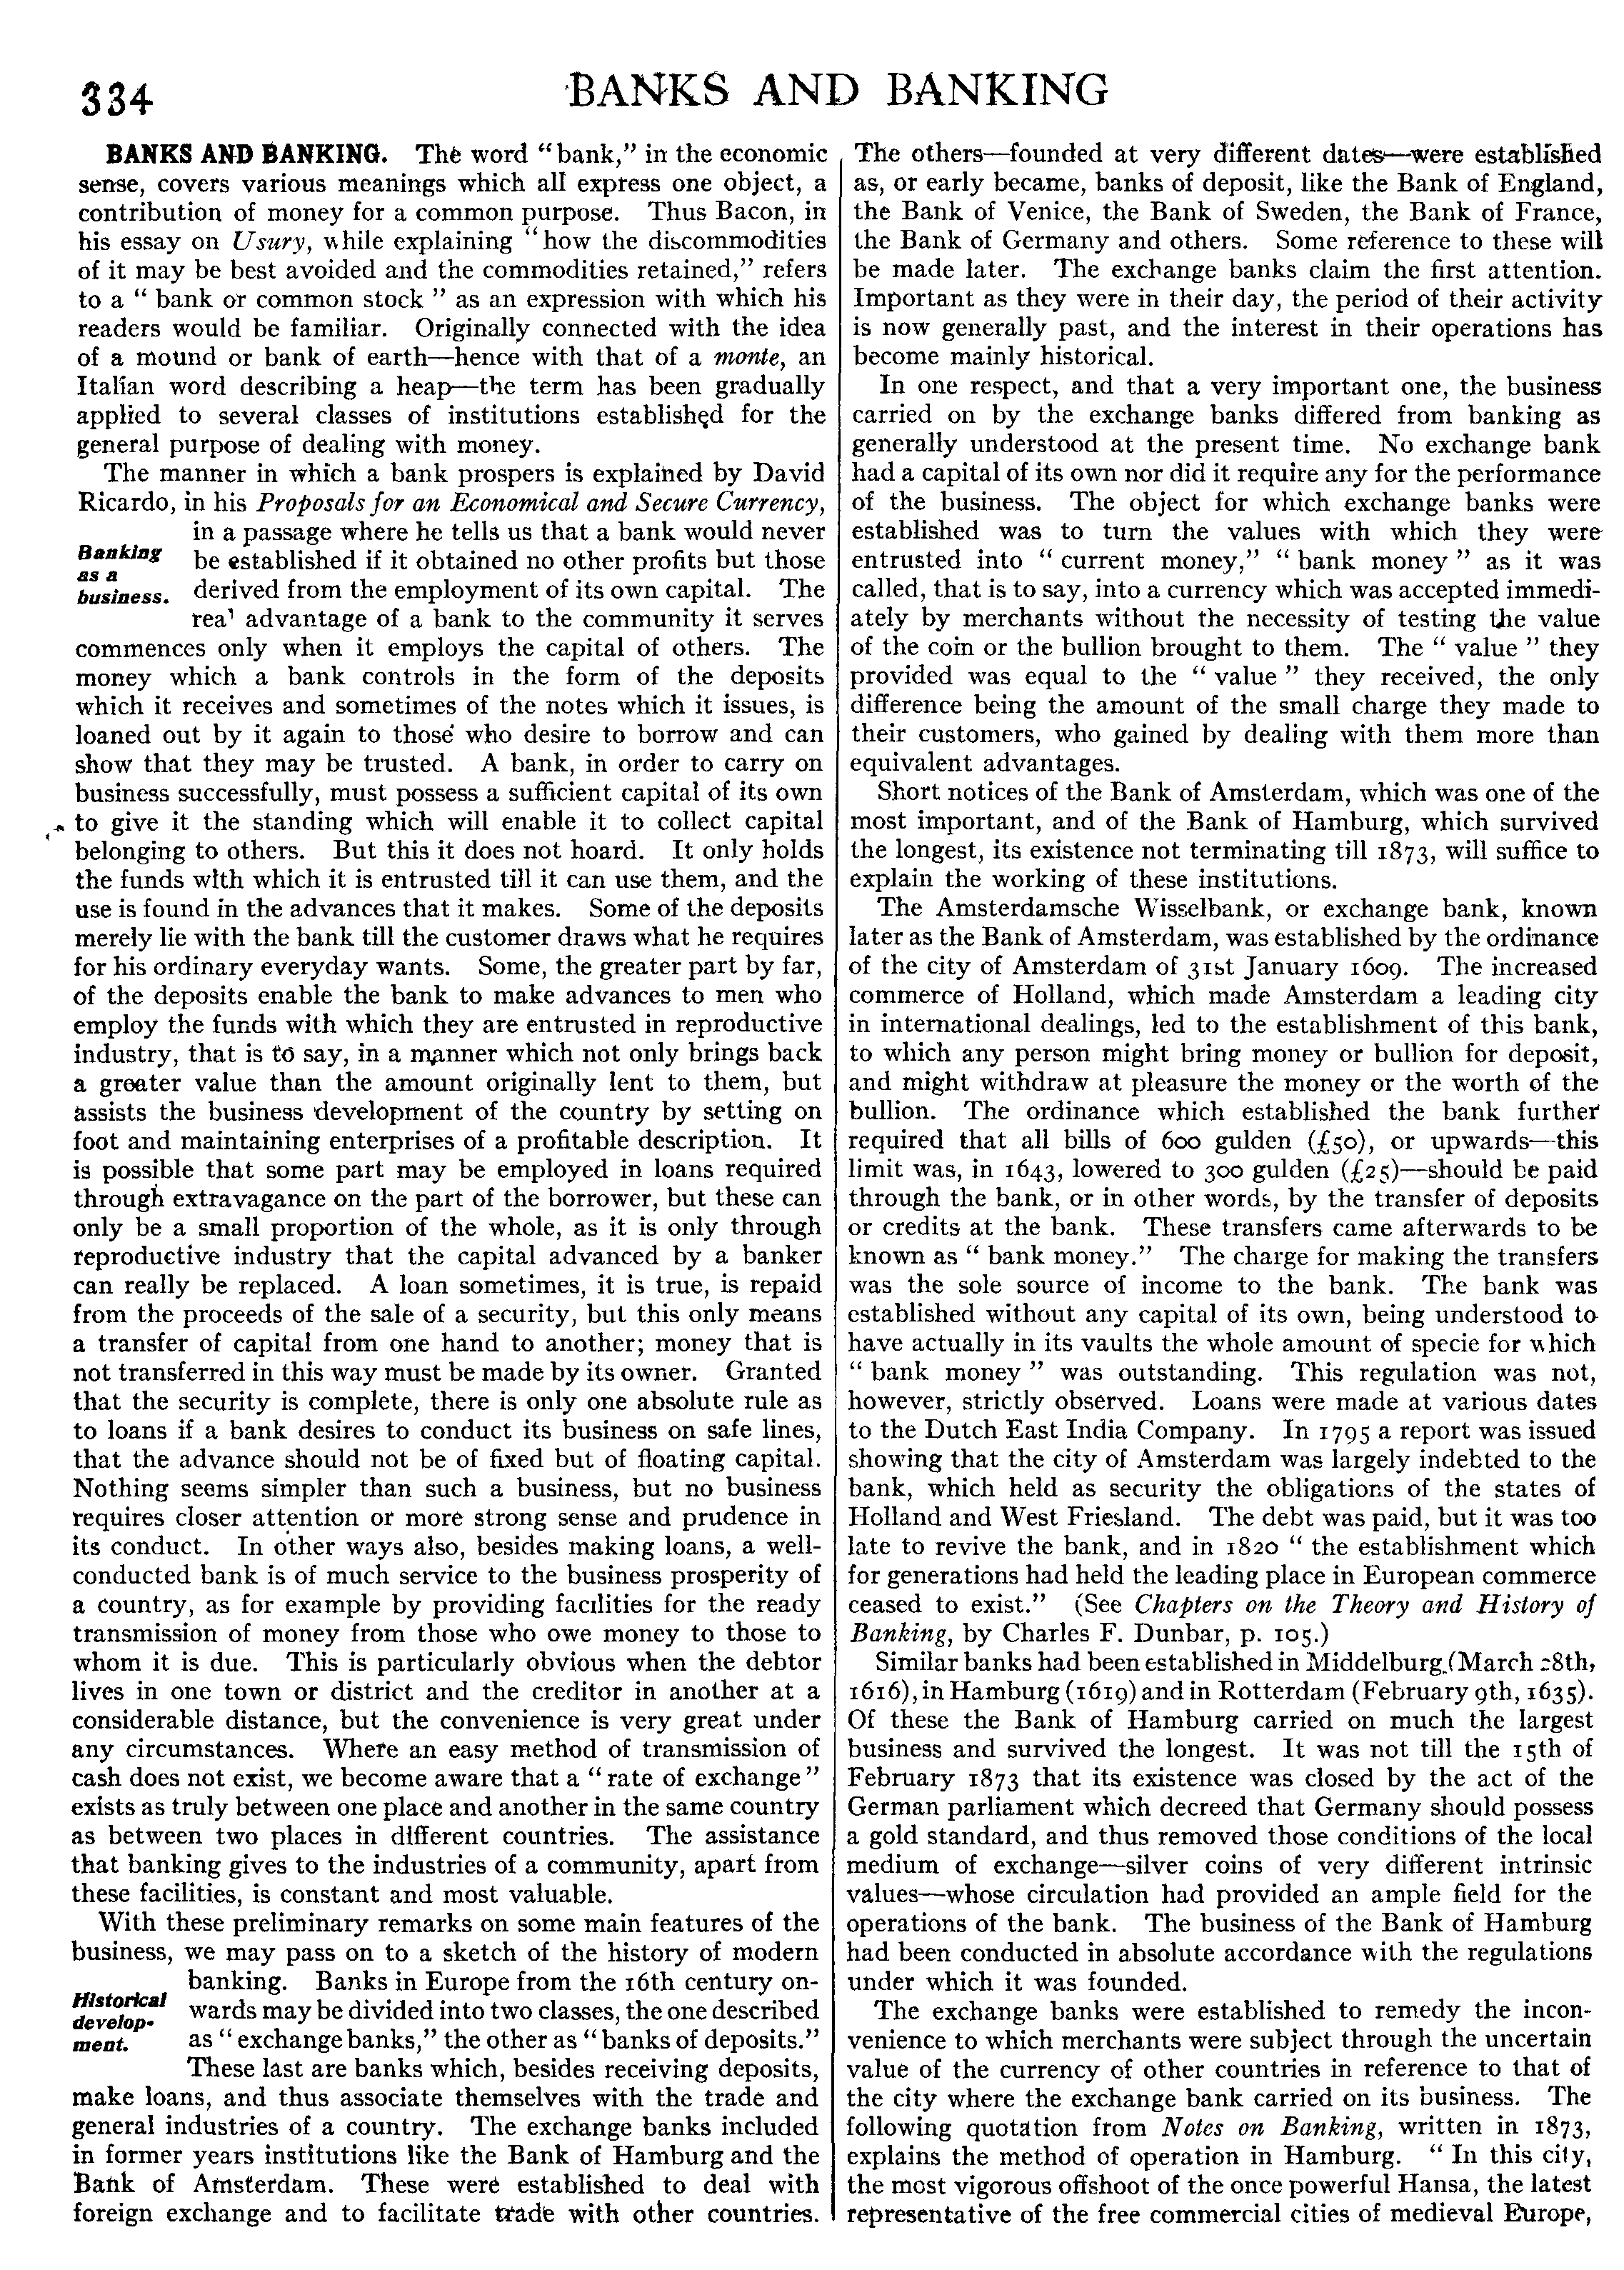 334
BANKS AND BANKING
BANKS AND BANKING. The word "bank," in the economic
sense, covers various meanings which all express one object, a
contribution of money for a common purpose. Thus Bacon, in
his essay on Usury, while explaining "how the discommodities
of it may be best avoided and the commodities retained," refers
to a "bank or common stock" as an expression with which his
readers would be familiar. Originally connected with the idea
of a mound or bank of earth—hence with that of a monte, an
Italian word describing a heap—the term has been gradually
applied to several classes of institutions established for the
general purpose of dealing with money.
The manner in which a bank prospers is explained by David
Ricardo, in his Proposals for an Economical and Secure Currency,
in a passage where he tells us that a bank would never
Banking
as a
business.
be established if it obtained no other profits but those
derived from the employment of its own capital. The
real advantage of a bank to the community it serves
commences only when it employs the capital of others. The
money which a bank controls in the form of the deposits
which it receives and sometimes of the notes which it issues, is
loaned out by it again to those who desire to borrow and can
show that they may be trusted. A bank, in order to carry on
business successfully, must possess a sufficient capital of its own
to give it the standing which will enable it to collect capital
belonging to others. But this it does not hoard. It only holds
the funds with which it is entrusted till it can use them, and the
use is found in the advances that it makes. Some of the deposits
merely lie with the bank till the customer draws what he requires
for his ordinary everyday wants. Some, the greater part by far,
of the deposits enable the bank to make advances to men who
employ the funds with which they are entrusted in reproductive
industry, that is to say, in a manner which not only brings back
a greater value than the amount originally lent to them, but
assists the business development of the country by setting on
foot and maintaining enterprises of a profitable description. It
is possible that some part may be employed in loans required
through extravagance on the part of the borrower, but these can
only be a small proportion of the whole, as it is only through
reproductive industry that the capital advanced by a banker
can really be replaced. A loan sometimes, it is true, is repaid
from the proceeds of the sale of a security, but this only means
a transfer of capital from one hand to another; money that is
not transferred in this way must be made by its owner. Granted
that the security is complete, there is only one absolute rule as
to loans if a bank desires to conduct its business on safe lines,
that the advance should not be of fixed but of floating capital.
Nothing seems simpler than such a business, but no business
requires closer attention or more strong sense and prudence in
its conduct. In other ways also, besides making loans, a well-
conducted bank is of much service to the business prosperity of
a country, as for example by providing facilities for the ready
transmission of money from those who owe money to those to
whom it is due. This is particularly obvious when the debtor
lives in one town or district and the creditor in another at a
considerable distance, but the convenience is very great under
any circumstances. Where an easy method of transmission of
cash does not exist, we become aware that a "rate of exchange"
exists as truly between one place and another in the same country
as between two places in different countries. The assistance
that banking gives to the industries of a community, apart from
these facilities, is constant and most valuable.
With these preliminary remarks on some main features of the
business, we may pass on to a sketch of the history of modern
Historical
develop-
ment.
banking. Banks in Europe from the 16th century on-
wards may be divided into two classes, the one described
as "exchange banks," the other as "banks of deposits."
These last are banks which, besides receiving deposits,
make loans, and thus associate themselves with the trade and
general industries of a country. The exchange banks included
in former years institutions like the Bank of Hamburg and the
Bank of Amsterdam. These were established to deal with
foreign exchange and to facilitate trade with other countries.
The others—founded at very different dates—were established
as, or early became, banks of deposit, like the Bank of England,
the Bank of Venice, the Bank of Sweden, the Bank of France,
the Bank of Germany and others. Some reference to these will
be made later. The exchange banks claim the first attention.
Important as they were in their day, the period of their activity
is now generally past, and the interest in their operations has
become mainly historical.
In one respect, and that a very important one, the business
carried on by the exchange banks differed from banking as
generally understood at the present time. No exchange bank
had a capital of its own nor did it require any for the performance
of the business. The object for which exchange banks were
established was to turn the values with which they were
entrusted into "current money," "bank money" as it was
called, that is to say, into a currency which was accepted immedi-
ately by merchants without the necessity of testing the value
of the coin or the bullion brought to them. The "value" they
provided was equal to the "value" they received, the only
difference being the amount of the small charge they made to
their customers, who gained by dealing with them more than
equivalent advantages.
Short notices of the Bank of Amsterdam, which was one of the
most important, and of the Bank of Hamburg, which survived
the longest, its existence not terminating till 1873, will suffice to
explain the working of these institutions.
The Amsterdamsche Wisselbank, or exchange bank, known
later as the Bank of Amsterdam, was established by the ordinance
of the city of Amsterdam of 31st January 1609. The increased
commerce of Holland, which made Amsterdam a leading city
in international dealings, led to the establishment of this bank,
to which any person might bring money or bullion for deposit,
and might withdraw at pleasure the money or the worth of the
bullion. The ordinance which established the bank further
required that all bills of 600 gulden (£50), or upwards—this
limit was, in 1643, lowered to 300 gulden (£25)—should be paid
through the bank, or in other words, by the transfer of deposits
or credits at the bank. These transfers came afterwards to be
known as "bank money." The charge for making the transfers
was the sole source of income to the bank. The bank was
established without any capital of its own, being understood to
have actually in its vaults the whole amount of specie for which
"bank money" was outstanding. This regulation was not,
however, strictly observed. Loans were made at various dates
to the Dutch East India Company. In 1795 a report was issued
showing that the city of Amsterdam was largely indebted to the
bank, which held as security the obligations of the states of
Holland and West Friesland. The debt was paid, but it was too
late to revive the bank, and in 1820 "the establishment which
for generations had held the leading place in European commerce
ceased to exist." (See Chapters on the Theory and History of
Banking, by Charles F. Dunbar, p. 105.)
Similar banks had been established in Middelburg (March 28th,
1616), in Hamburg (1619) and in Rotterdam (February 9th, 1635).
Of these the Bank of Hamburg carried on much the largest
business and survived the longest. It was not till the 15th of
February 1873 that its existence was closed by the act of the
German parliament which decreed that Germany should possess
a gold standard, and thus removed those conditions of the local
medium of exchange—silver coins of very different intrinsic
values—whose circulation had provided an ample field for the
operations of the bank. The business of the Bank of Hamburg
had been conducted in absolute accordance with the regulations
under which it was founded.
The exchange banks were established to remedy the incon-
venience to which merchants were subject through the uncertain
value of the currency of other countries in reference to that of
the city where the exchange bank carried on its business. The
following quotation from Notes on Banking, written in 1873,
explains the method of operation in Hamburg. "In this city,
the most vigorous offshoot of the once powerful Hansa, the latest
representative of the free commercial cities of medieval Europe,